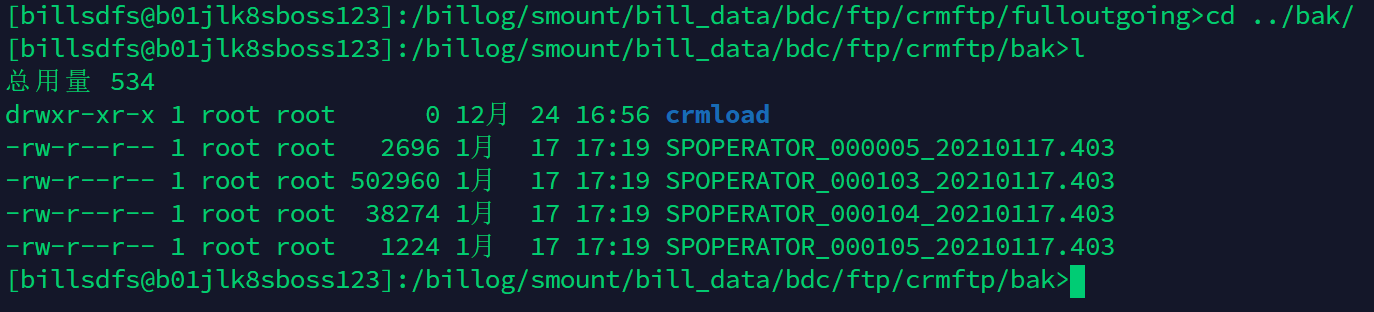 [billsdfs@b01jlk8sboss123]:/billog/smount/bill_data/bdc/ftp/crmftp/fulloutgoing>cd ../bak/
[billsdfs@b01jlk8sboss123]:/billog/smount/bill_data/bdc/ftp/crmftp/bak>l
总用量 534
drwxr-xr-x 1 root root      0 12月 24 16:56 crmload
-rw-r--r-- 1 root root   2696 1月  17 17:19 SPOPERATOR_000005_20210117.403
-rw-r--r-- 1 root root 502960 1月  17 17:19 SPOPERATOR_000103_20210117.403
-rw-r--r-- 1 root root  38274 1月  17 17:19 SPOPERATOR_000104_20210117.403
-rw-r--r-- 1 root root   1224 1月  17 17:19 SPOPERATOR_000105_20210117.403
[billsdfs@b01jlk8sboss123]:/billog/smount/bill_data/bdc/ftp/crmftp/bak>